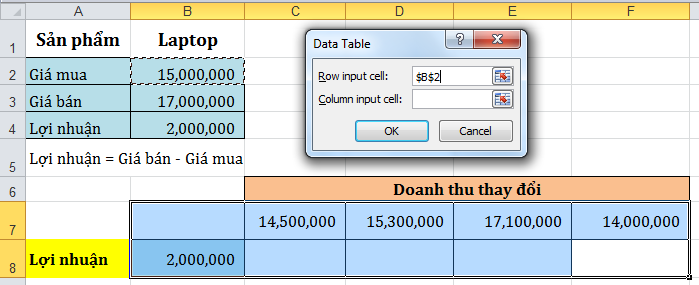 A B C D E F
1 Sản phẩm Laptop
2 Giá mua 15,000,000
3 Giá bán 17,000,000
4 Lợi nhuận 2,000,000
5 Lợi nhuận = Giá bán - Giá mua
6 Doanh thu thay đổi
7 14,500,000 15,300,000 17,100,000 14,000,000
8 Lợi nhuận 2,000,000
Data Table
?
Row input cell: $B$2
Column input cell:
OK Cancel